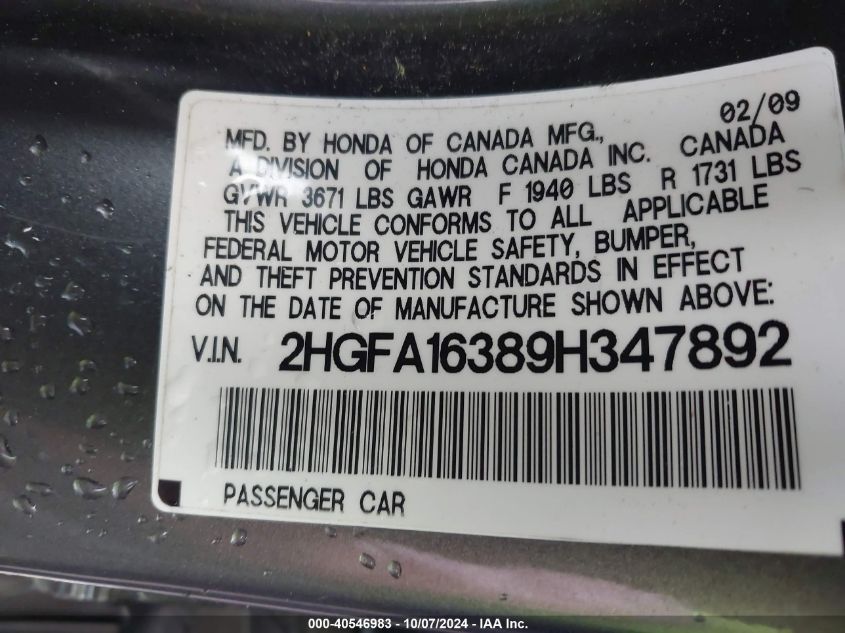 02/09
MFD. BY HONDA OF CANADA MFG.,
A DIVISION OF HONDA CANADA INC. CANADA
GVWR 3671 LBS GAWR F 1940 LBS R 1731 LBS
THIS VEHICLE CONFORMS TO ALL APPLICABLE
FEDERAL MOTOR VEHICLE SAFETY, BUMPER,
AND THEFT PREVENTION STANDARDS IN EFFECT
ON THE DATE OF MANUFACTURE SHOWN ABOVE:
V.I.N. 2HGFA16389H347892
PASSENGER CAR
000-40546983 - 10/07/2024 - IAA Inc.